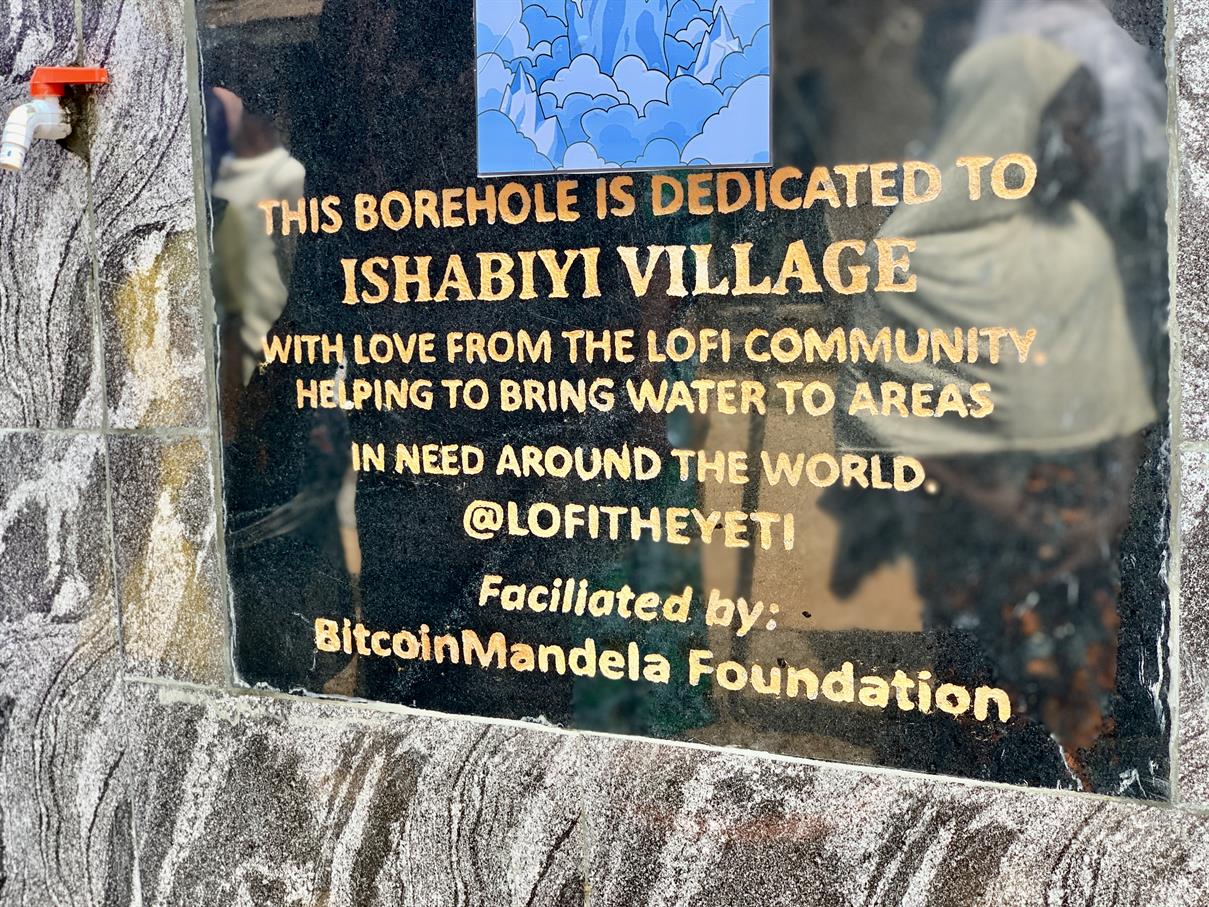 THIS BOREHOLE IS DEDICATED TO
ISHABIYI VILLAGE
WITH LOVE FROM THE LOFI COMMUNITY.
HELPING TO BRING WATER TO AREAS
IN NEED AROUND THE WORLD.
@LOFITHEYETI
Faciliated by:
BitcoinMandela Foundation